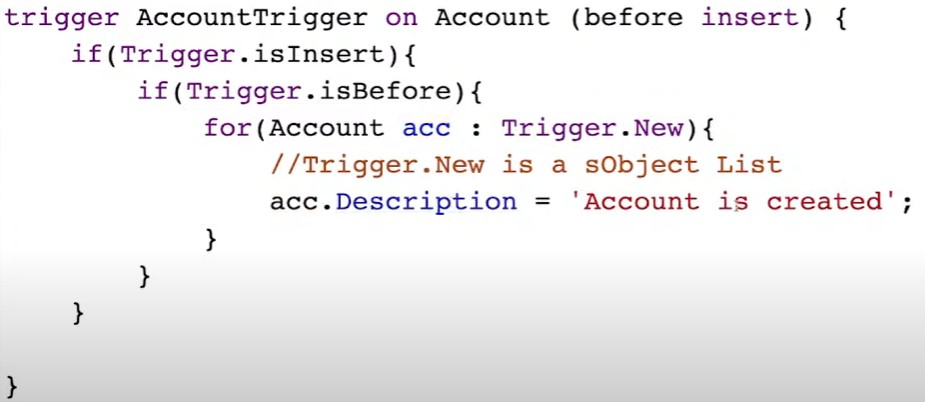 trigger AccountTrigger on Account (before insert) {
    if(Trigger.isInsert){
        if(Trigger.isBefore){
            for(Account acc : Trigger.New){
                //Trigger.New is a sObject List
                acc.Description = 'Account is created';
            }
        }
    }

}